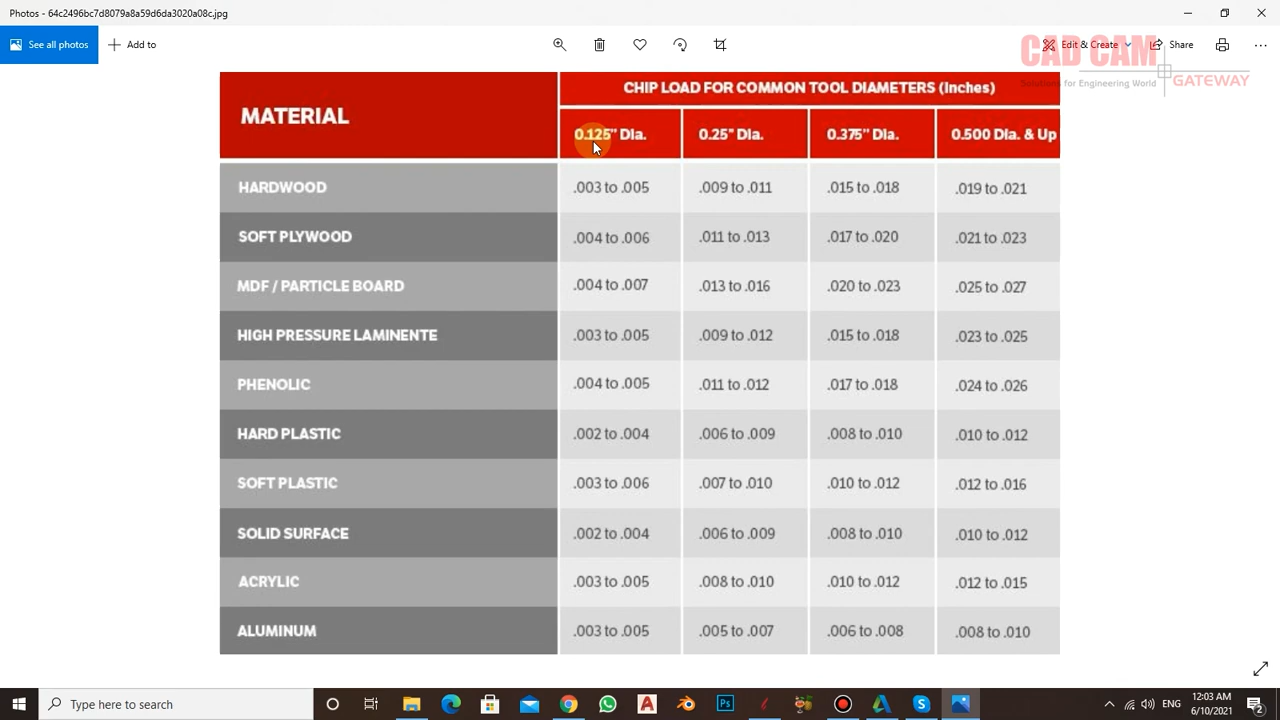 Photos - 64c2496bc7d8079a8a59d6da3020a08c.jpg
See all photos
Add to
Edit & Create
Share
CAD CAM
Solutions for Engineering World
GATEWAY
MATERIAL
CHIP LOAD FOR COMMON TOOL DIAMETERS (Inches)
0.125" Dia. 0.25" Dia. 0.375" Dia. 0.500 Dia. & Up
HARDWOOD .003 to .005 .009 to .011 .015 to .018 .019 to .021
SOFT PLYWOOD .004 to .006 .011 to .013 .017 to .020 .021 to .023
MDF / PARTICLE BOARD .004 to .007 .013 to .016 .020 to .023 .025 to .027
HIGH PRESSURE LAMINENTE .003 to .005 .009 to .012 .015 to .018 .023 to .025
PHENOLIC .004 to .005 .011 to .012 .017 to .018 .024 to .026
HARD PLASTIC .002 to .004 .006 to .009 .008 to .010 .010 to .012
SOFT PLASTIC .003 to .006 .007 to .010 .010 to .012 .012 to .016
SOLID SURFACE .002 to .004 .006 to .009 .008 to .010 .010 to .012
ACRYLIC .003 to .005 .008 to .010 .010 to .012 .012 to .015
ALUMINUM .003 to .005 .005 to .007 .006 to .008 .008 to .010
Type here to search
ENG
12:03 AM
6/10/2021
2